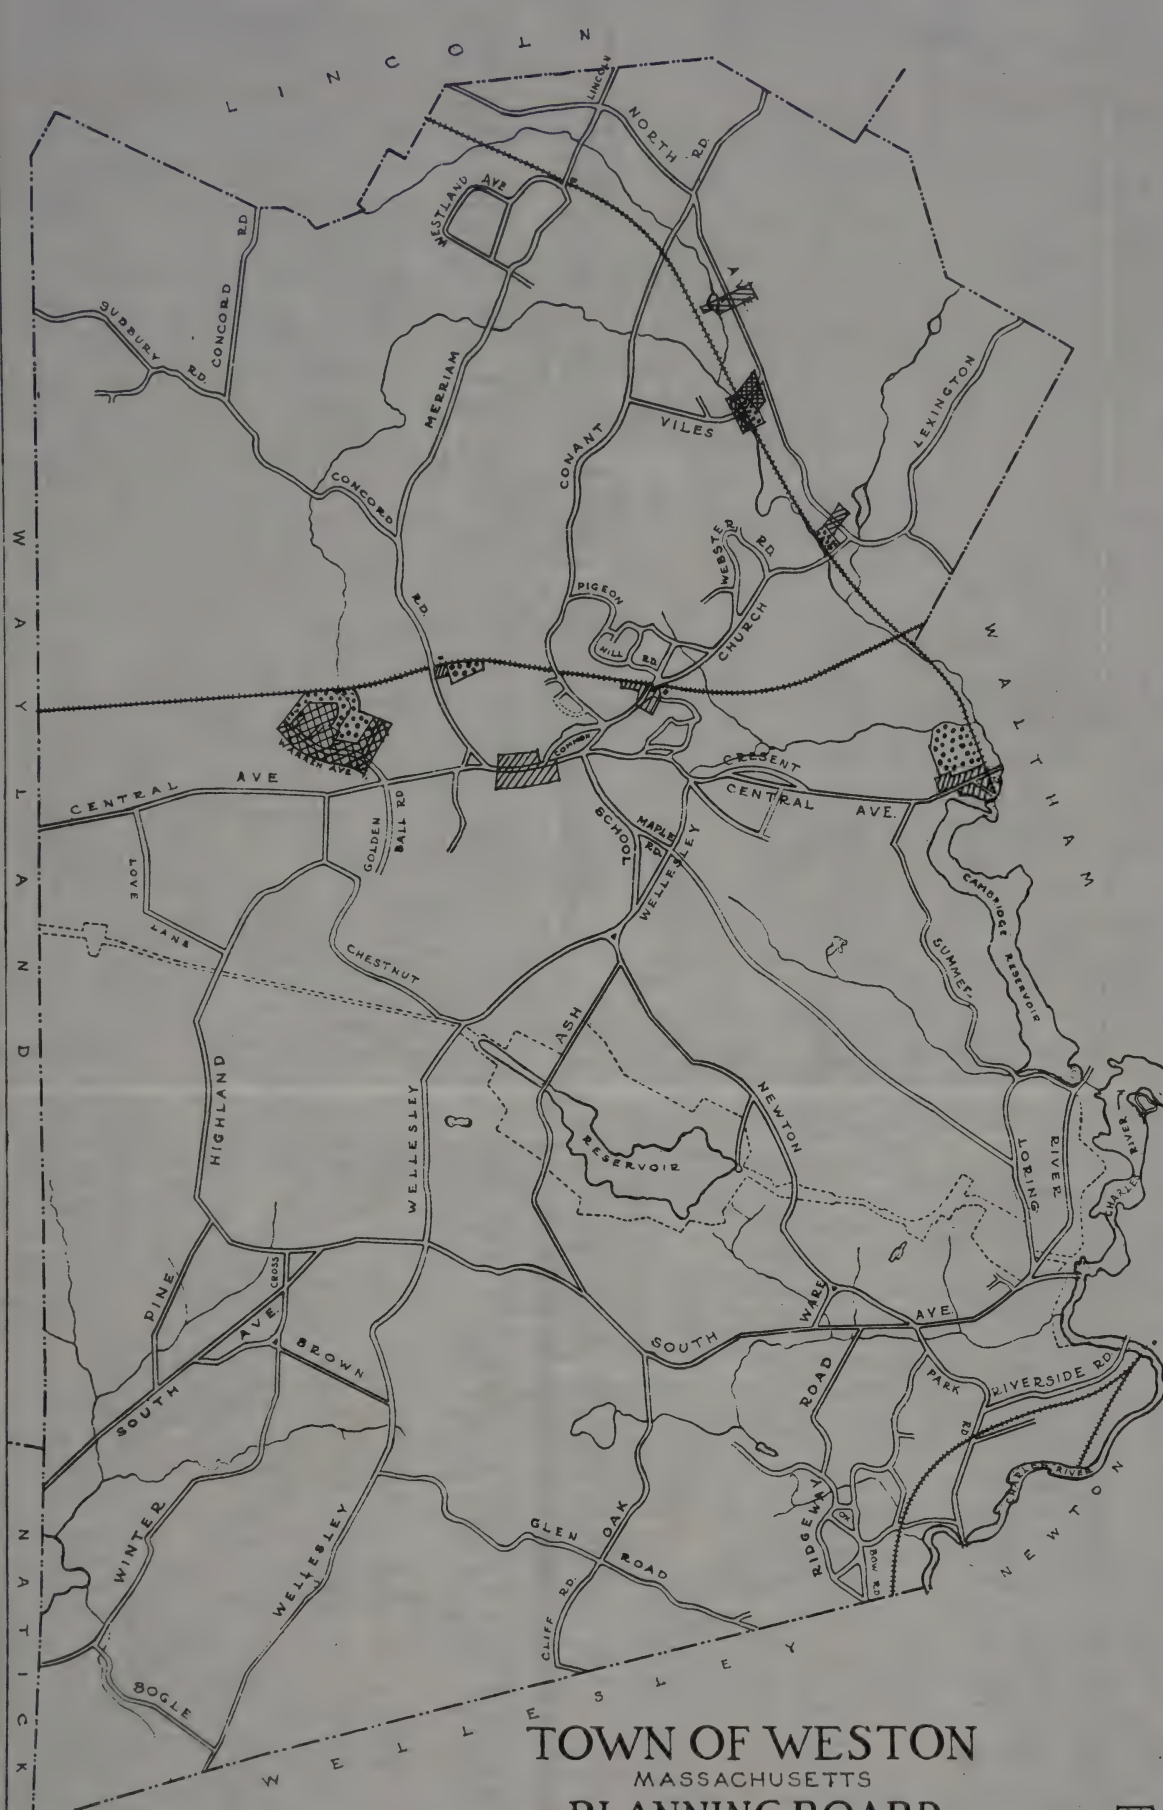 LINCOLN
LINCOLN
NORTH
RD.
WESTLAND AVE
RD
CONCORD
SUDBURY
RD.
MERRIAM
AVE
LEXINGTON
VILES
CONANT
CONCORD
RD.
WEBSTER
RD.
PIGEON
HILL
RD.
CHURCH
WALTHAM
WAYLAND
COMMON
CRESENT
CENTRAL AVE
CENTRAL AVE.
GOLDEN
BALL RD
SCHOOL
MAPLE
RD.
WELLESLEY
LOVE
LANE
CAMBRIDGE
RESERVOIR
SUMMER
CHESTNUT
ASH
HIGHLAND
WELLESLEY
NEWTON
RESERVOIR
LORING
RIVER
RIVER
PINE
CROSS
AVE.
SOUTH
BROWN
SOUTH
WARE
AVE
ROAD
PARK
RD
RIVERSIDE RD.
CHARLES RIVER
NEWTON
WINTER
WELLESLEY
GLEN
OAK
ROAD
RIDGEWAY
BOW RD
CLIFF RD.
NATICK
BOGLE
WELLESLEY
TOWN OF WESTON
MASSACHUSETTS
PLANNING BOARD